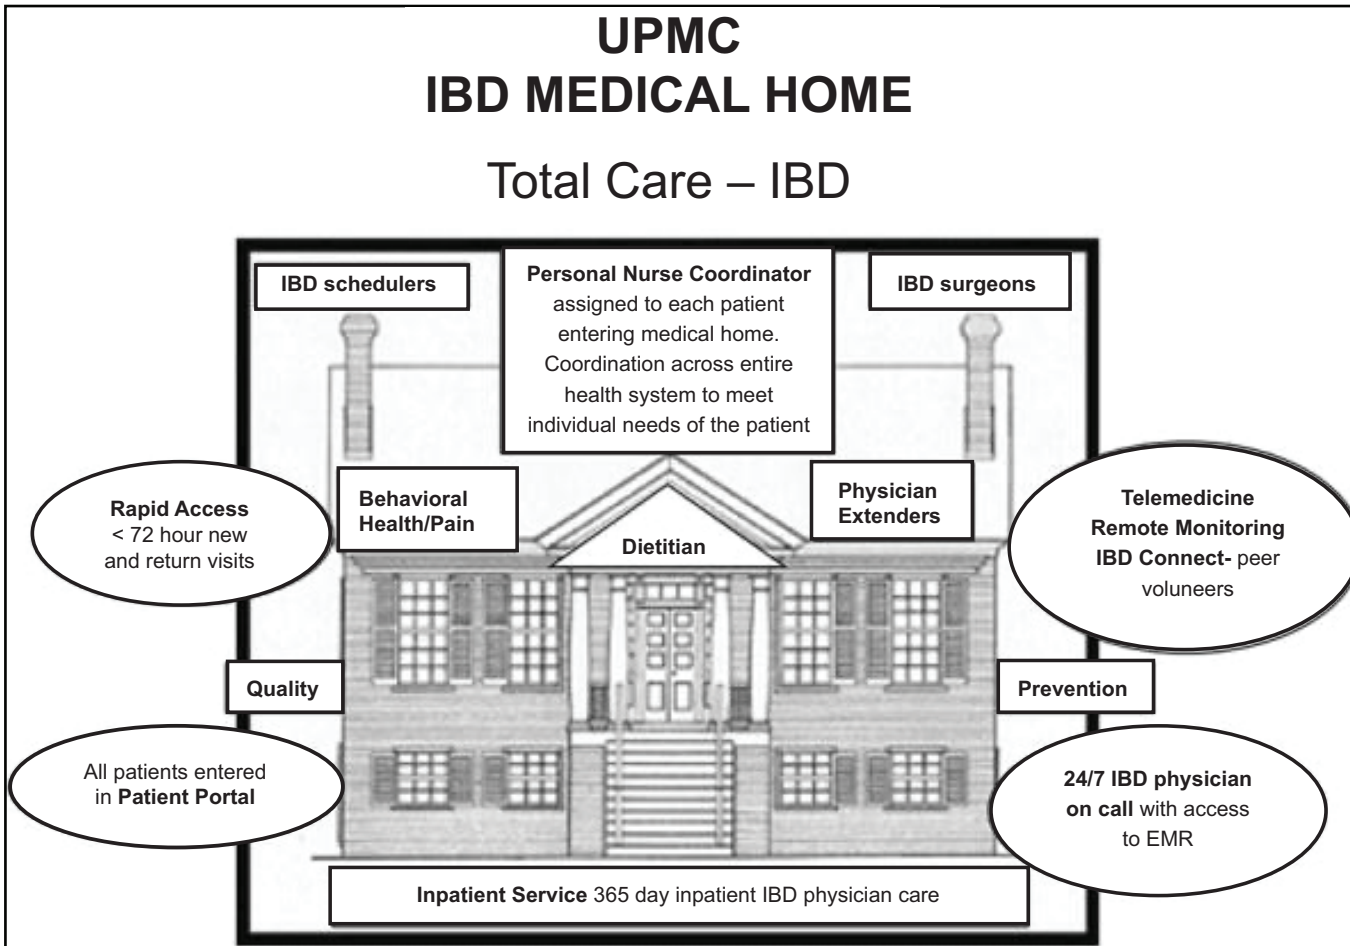 UPMC
IBD MEDICAL HOME
Total Care – IBD
IBD schedulers
Personal Nurse Coordinator
assigned to each patient
entering medical home.
Coordination across entire
health system to meet
individual needs of the patient
IBD surgeons
Rapid Access
< 72 hour new
and return visits
Behavioral
Health/Pain
Dietitian
Physician
Extenders
Telemedicine
Remote Monitoring
IBD Connect- peer
voluneers
Quality
Prevention
All patients entered
in Patient Portal
24/7 IBD physician
on call with access
to EMR
Inpatient Service 365 day inpatient IBD physician care